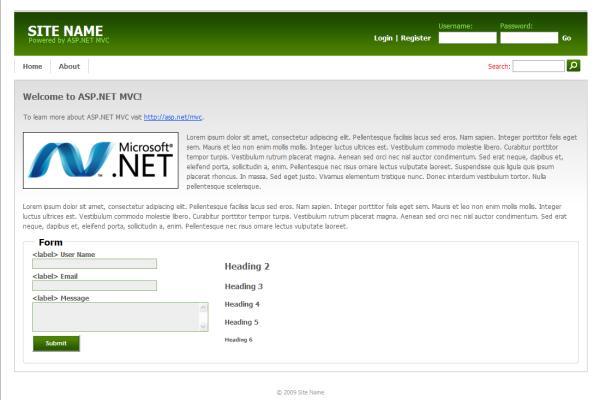 SITE NAME
Powered by ASP.NET MVC
Username: Password:
Login | Register Go
Home About Search:
Welcome to ASP.NET MVC!
To learn more about ASP.NET MVC visit http://asp.net/mvc.
Microsoft®
.NET
Lorem ipsum dolor sit amet, consectetur adipiscing elit. Pellentesque facilisis lacus sed eros. Nam sapien. Integer porttitor felis eget
sem. Mauris et leo non enim mollis mollis. Integer luctus ultrices est. Vestibulum commodo molestie libero. Curabitur porttitor
tempor turpis. Vestibulum rutrum placerat magna. Aenean sed orci nec nisl auctor condimentum. Sed erat neque, dapibus et,
eleifend porta, sollicitudin a, enim. Pellentesque nec risus ornare lectus vulputate laoreet. Suspendisse quis ligula quis ipsum
placerat rhoncus. In massa. Sed eget justo. Vivamus elementum tristique nunc. Donec interdum vestibulum tortor. Nulla
pellentesque scelerisque.
Lorem ipsum dolor sit amet, consectetur adipiscing elit. Pellentesque facilisis lacus sed eros. Nam sapien. Integer porttitor felis eget sem. Mauris et leo non enim mollis mollis. Integer
luctus ultrices est. Vestibulum commodo molestie libero. Curabitur porttitor tempor turpis. Vestibulum rutrum placerat magna. Aenean sed orci nec nisl auctor condimentum. Sed erat
neque, dapibus et, eleifend porta, sollicitudin a, enim. Pellentesque nec risus ornare lectus vulputate laoreet.
Form
<label> User Name
Heading 2
<label> Email
Heading 3
<label> Message
Heading 4
Heading 5
Submit
Heading 6
© 2009 Site Name